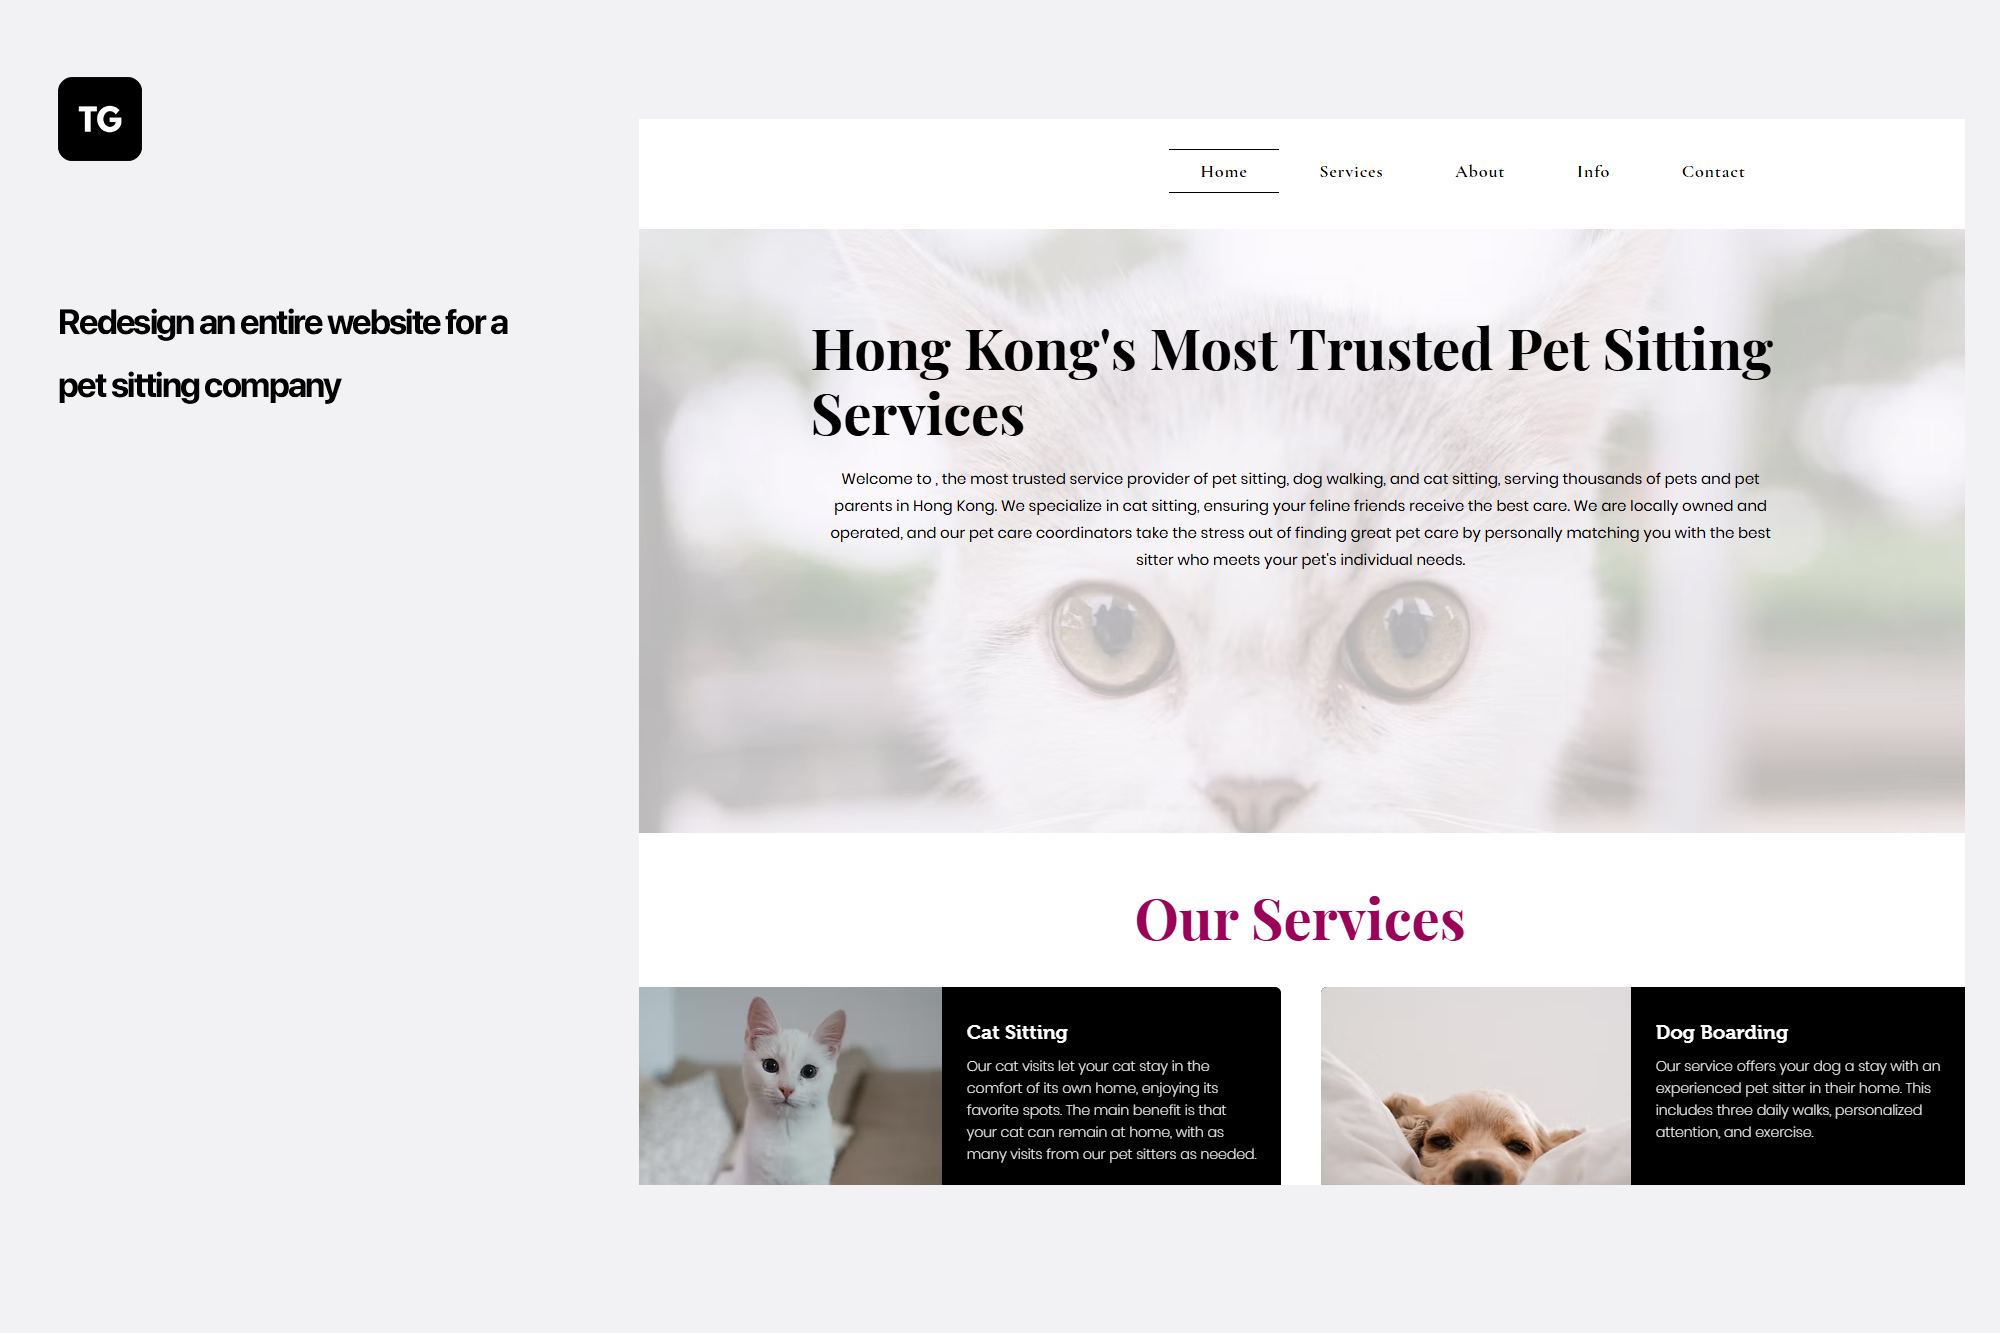 TG
Redesign an entire website for a
pet sitting company
Home Services About Info Contact
Hong Kong's Most Trusted Pet Sitting
Services
Welcome to , the most trusted service provider of pet sitting, dog walking, and cat sitting, serving thousands of pets and pet
parents in Hong Kong. We specialize in cat sitting, ensuring your feline friends receive the best care. We are locally owned and
operated, and our pet care coordinators take the stress out of finding great pet care by personally matching you with the best
sitter who meets your pet's individual needs.
Our Services
Cat Sitting
Our cat visits let your cat stay in the
comfort of its own home, enjoying its
favorite spots. The main benefit is that
your cat can remain at home, with as
many visits from our pet sitters as needed.
Dog Boarding
Our service offers your dog a stay with an
experienced pet sitter in their home. This
includes three daily walks, personalized
attention, and exercise.